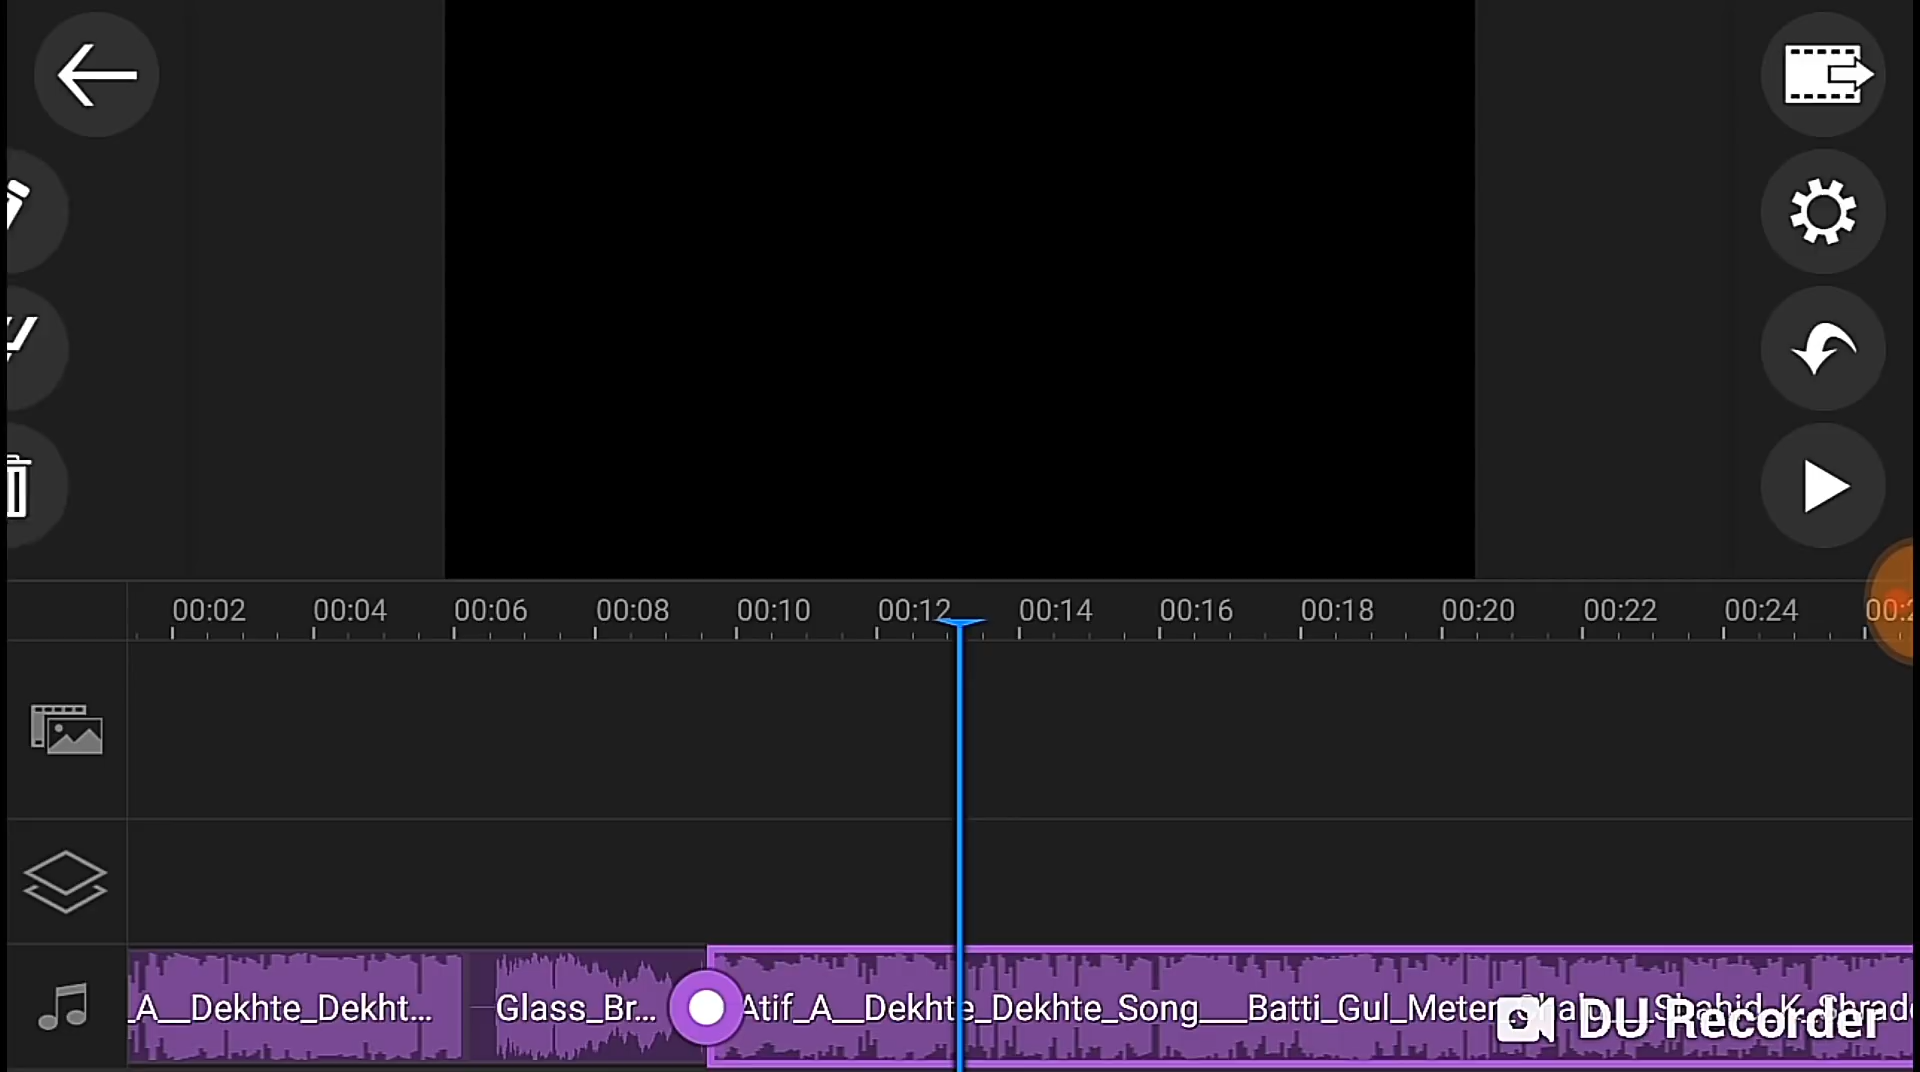 00:02 00:04 00:06 00:08 00:10 00:12 00:14 00:16 00:18 00:20 00:22 00:24
_A__Dekhte_Dekht... Glass_Br... Atif_A__Dekhte_Dekhte_Song___Batti_Gul_Meter
DU Recorder